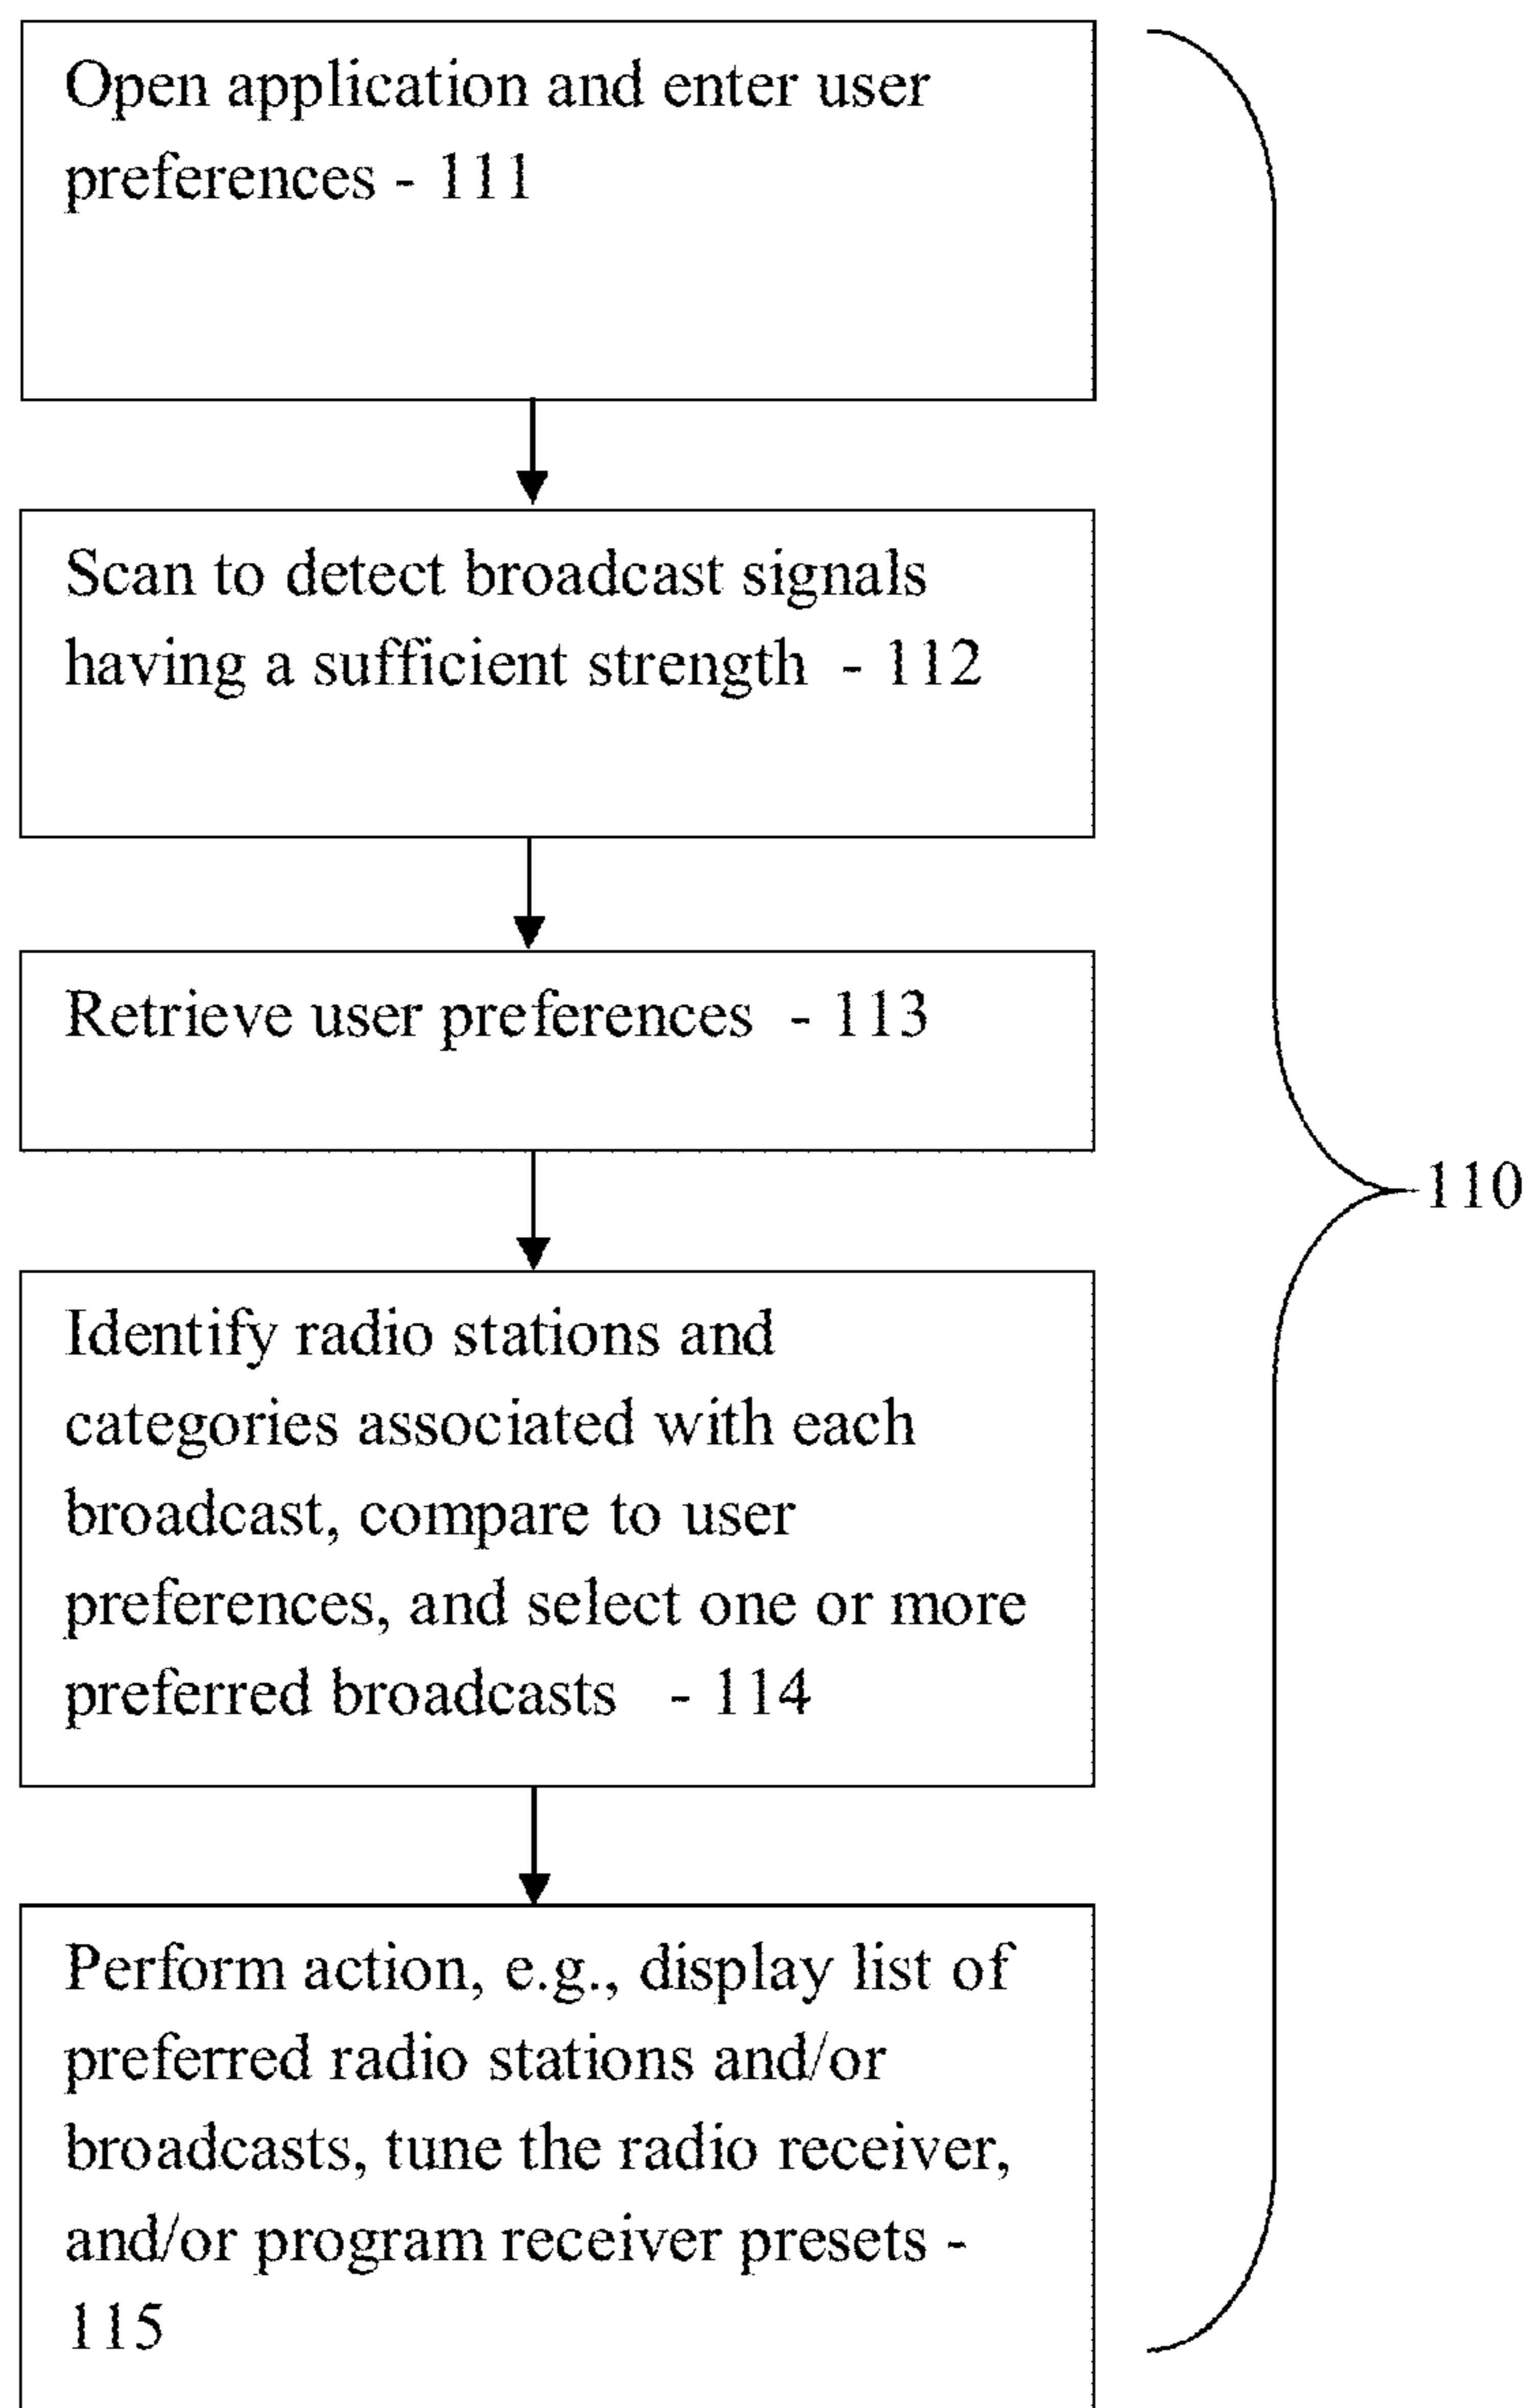 Open application and enter user
preferences - 111
Scan to detect broadcast signals
having a sufficient strength - 112
Retrieve user preferences - 113
Identify radio stations and
categories associated with each
broadcast, compare to user
preferences, and select one or more
preferred broadcasts - 114
Perform action, e.g., display list of
preferred radio stations and/or
broadcasts, tune the radio receiver,
and/or program receiver presets -
115
110